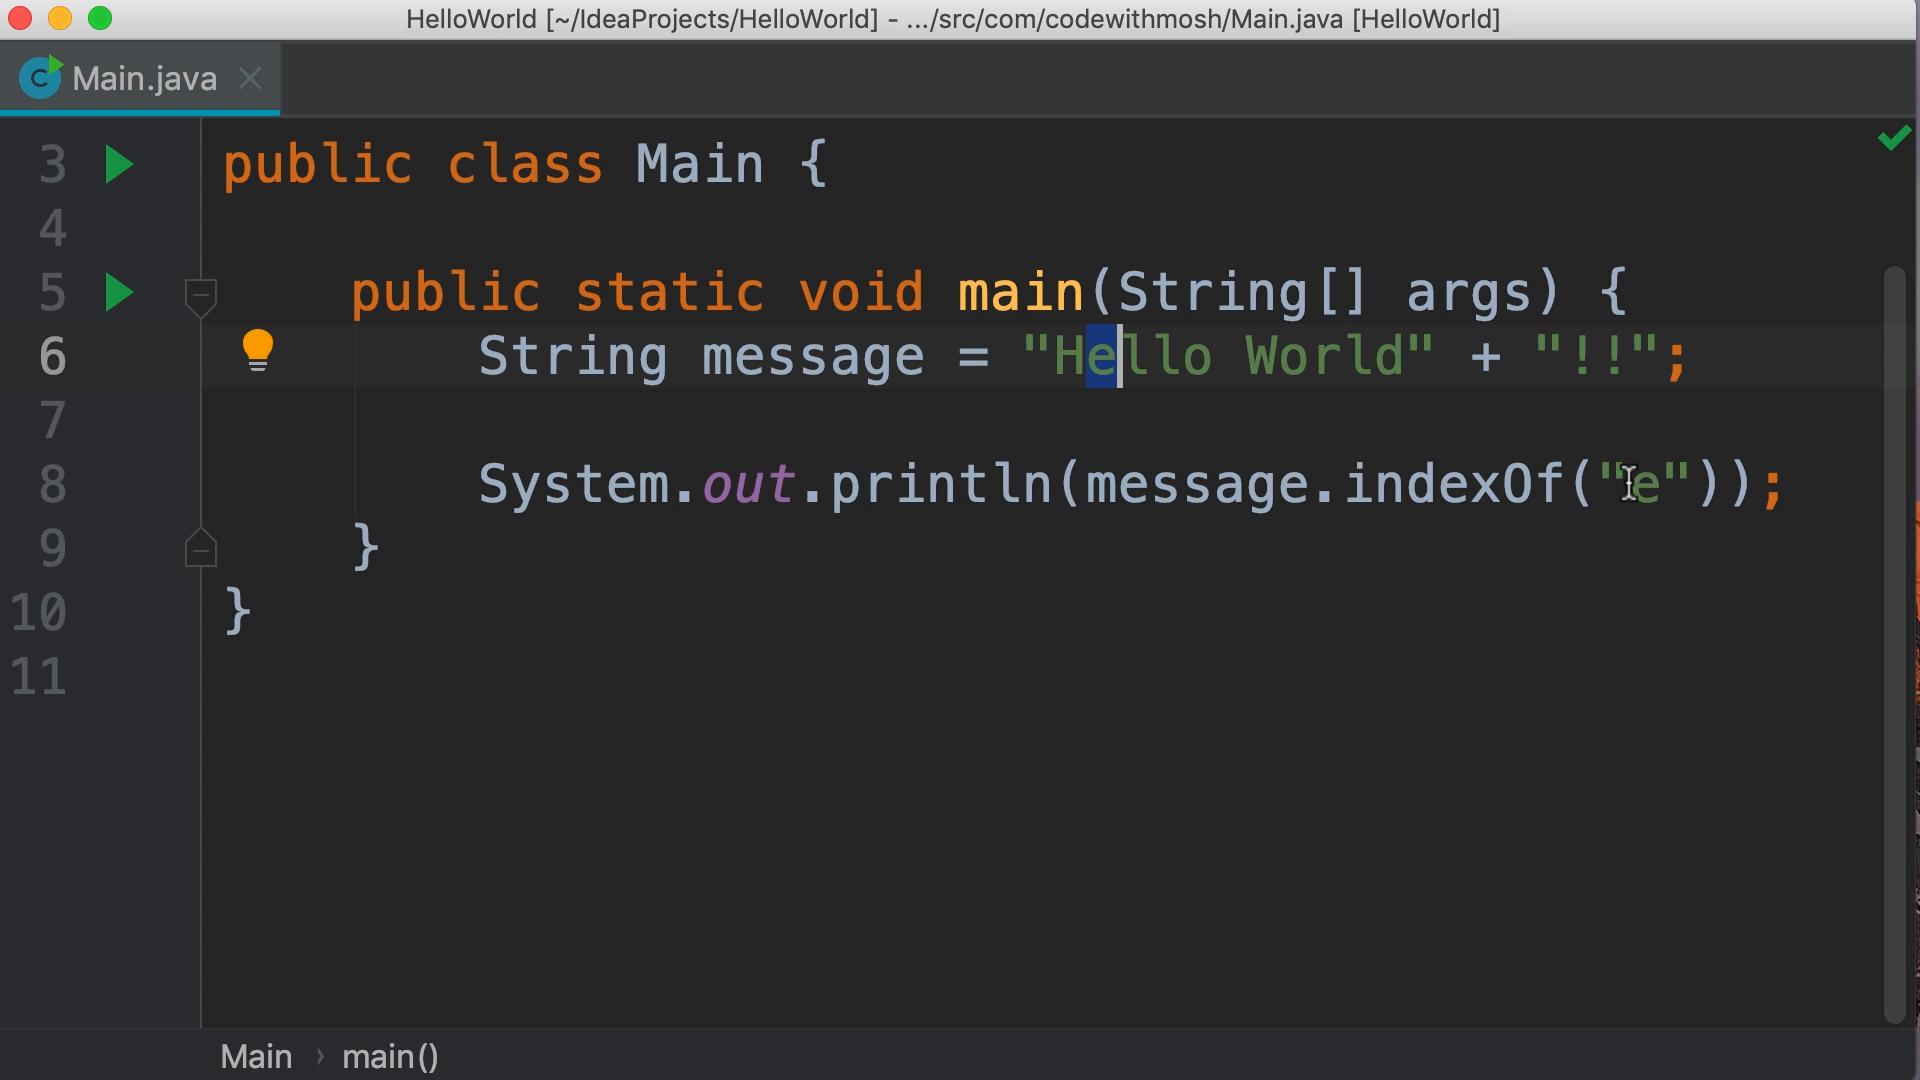 HelloWorld [~/IdeaProjects/HelloWorld] - .../src/com/codewithmosh/Main.java [HelloWorld]
C Main.java
3 public class Main {
4
5 public static void main(String[] args) {
6 String message = "Hello World" + "!!";
7
8 System.out.println(message.indexOf("e"));
9 }
10 }
11
Main › main()